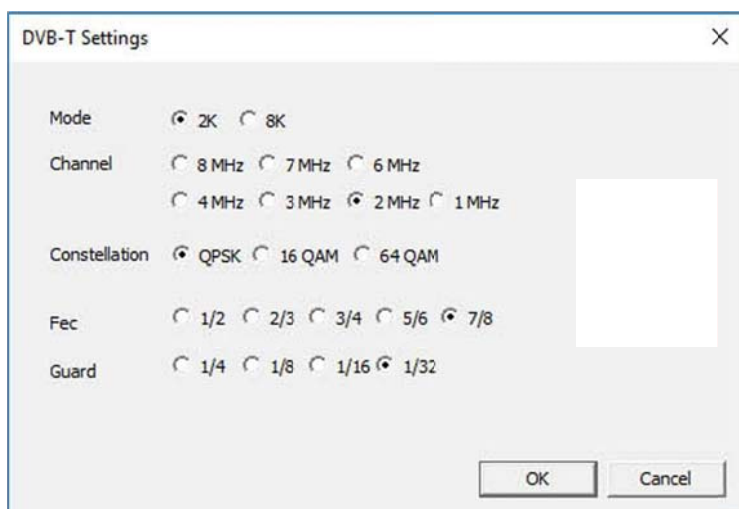 DVB-T Settings
Mode 2K 8K
Channel 8 MHz 7 MHz 6 MHz
4 MHz 3 MHz 2 MHz 1 MHz
Constellation QPSK 16 QAM 64 QAM
Fec 1/2 2/3 3/4 5/6 7/8
Guard 1/4 1/8 1/16 1/32
OK Cancel